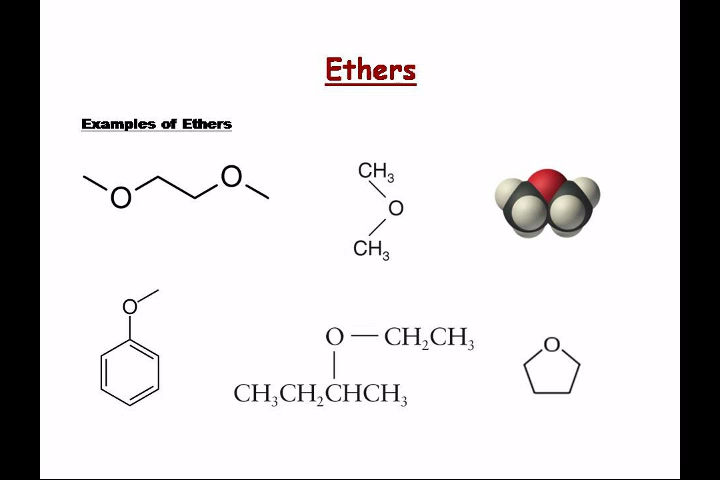 Ethers
Examples of Ethers
O
O
CH₃
O
CH₃
O
O — CH₂CH₃
CH₃CH₂CHCH₃
O